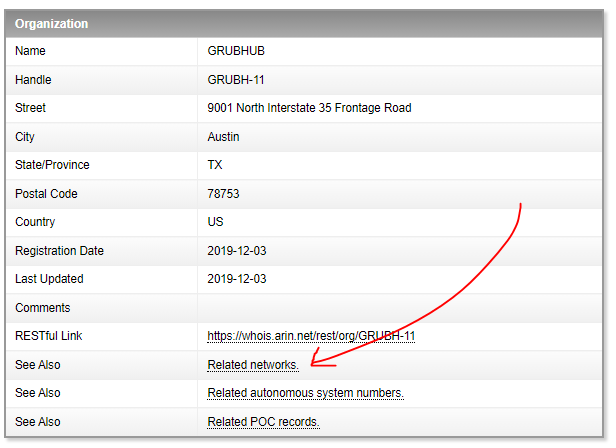 Organization
Name GRUBHUB
Handle GRUBH-11
Street 9001 North Interstate 35 Frontage Road
City Austin
State/Province TX
Postal Code 78753
Country US
Registration Date 2019-12-03
Last Updated 2019-12-03
Comments
RESTful Link https://whois.arin.net/rest/org/GRUBH-11
See Also Related networks.
See Also Related autonomous system numbers.
See Also Related POC records.